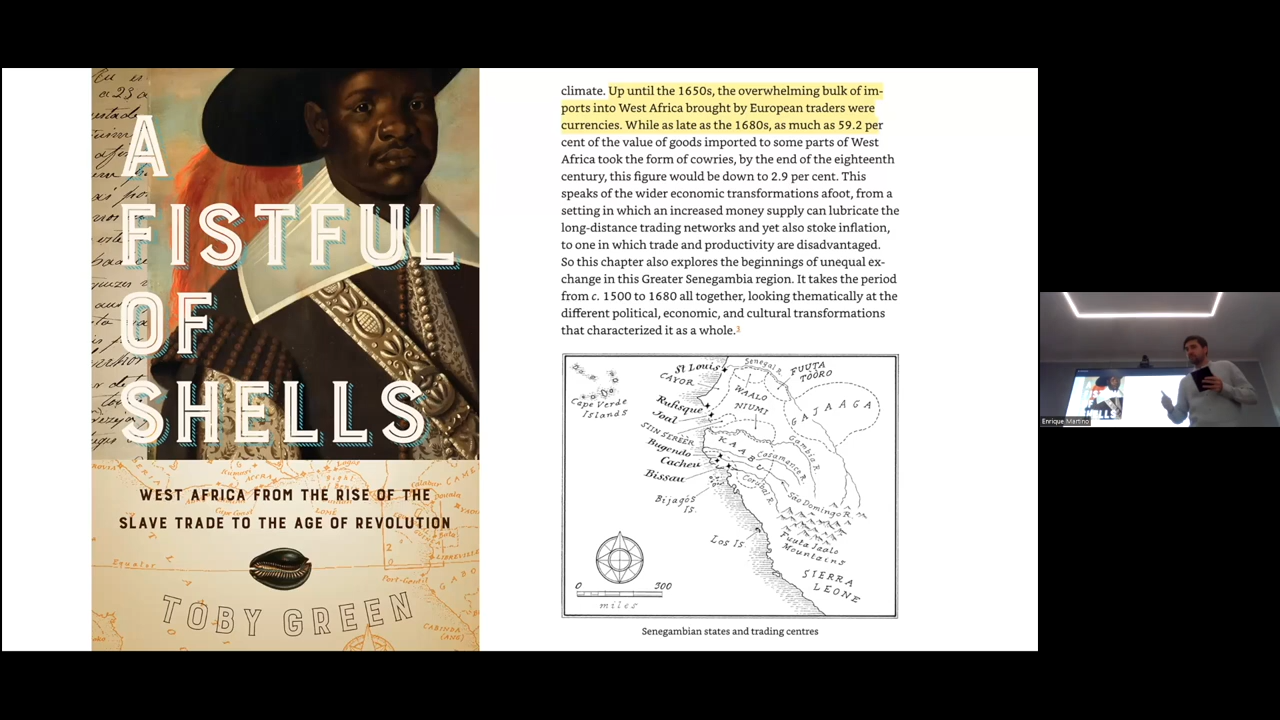 A
FISTFUL
OF
SHELLS
WEST AFRICA FROM THE RISE OF THE
SLAVE TRADE TO THE AGE OF REVOLUTION
Equator
TOBY GREEN
climate. Up until the 1650s, the overwhelming bulk of im-
ports into West Africa brought by European traders were
currencies. While as late as the 1680s, as much as 59.2 per
cent of the value of goods imported to some parts of West
Africa took the form of cowries, by the end of the eighteenth
century, this figure would be down to 2.9 per cent. This
speaks of the wider economic transformations afoot, from a
setting in which an increased money supply can lubricate the
long-distance trading networks and yet also stoke inflation,
to one in which trade and productivity are disadvantaged.
So this chapter also explores the beginnings of unequal ex-
change in this Greater Senegambia region. It takes the period
from c. 1500 to 1680 all together, looking thematically at the
different political, economic, and cultural transformations
that characterized it as a whole.3
Senegal R.
St Louis
FUUTA
TÒÒRO
CAYOR
WAALO
Cape Verde
Islands
NIUMI
GAJAAGA
Rufisque
Joal
SIIN SEREER
KAABU
Gambia R.
Bugendo
Casamance R.
Cacheu
Bissau
Corubal R.
Bijagós
Is.
São Domingo R.
Los Is.
Fuuta Jaalo
Mountains
SIERRA
LEONE
0 300
miles
Senegambian states and trading centres
SHELLS
Enrique Martino